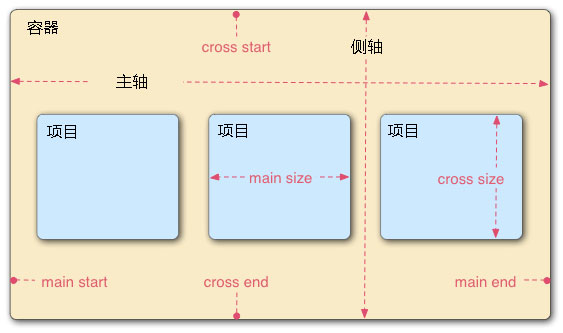 容器
cross start
侧轴
主轴
项目
项目
项目
main size
cross size
main start
cross end
main end